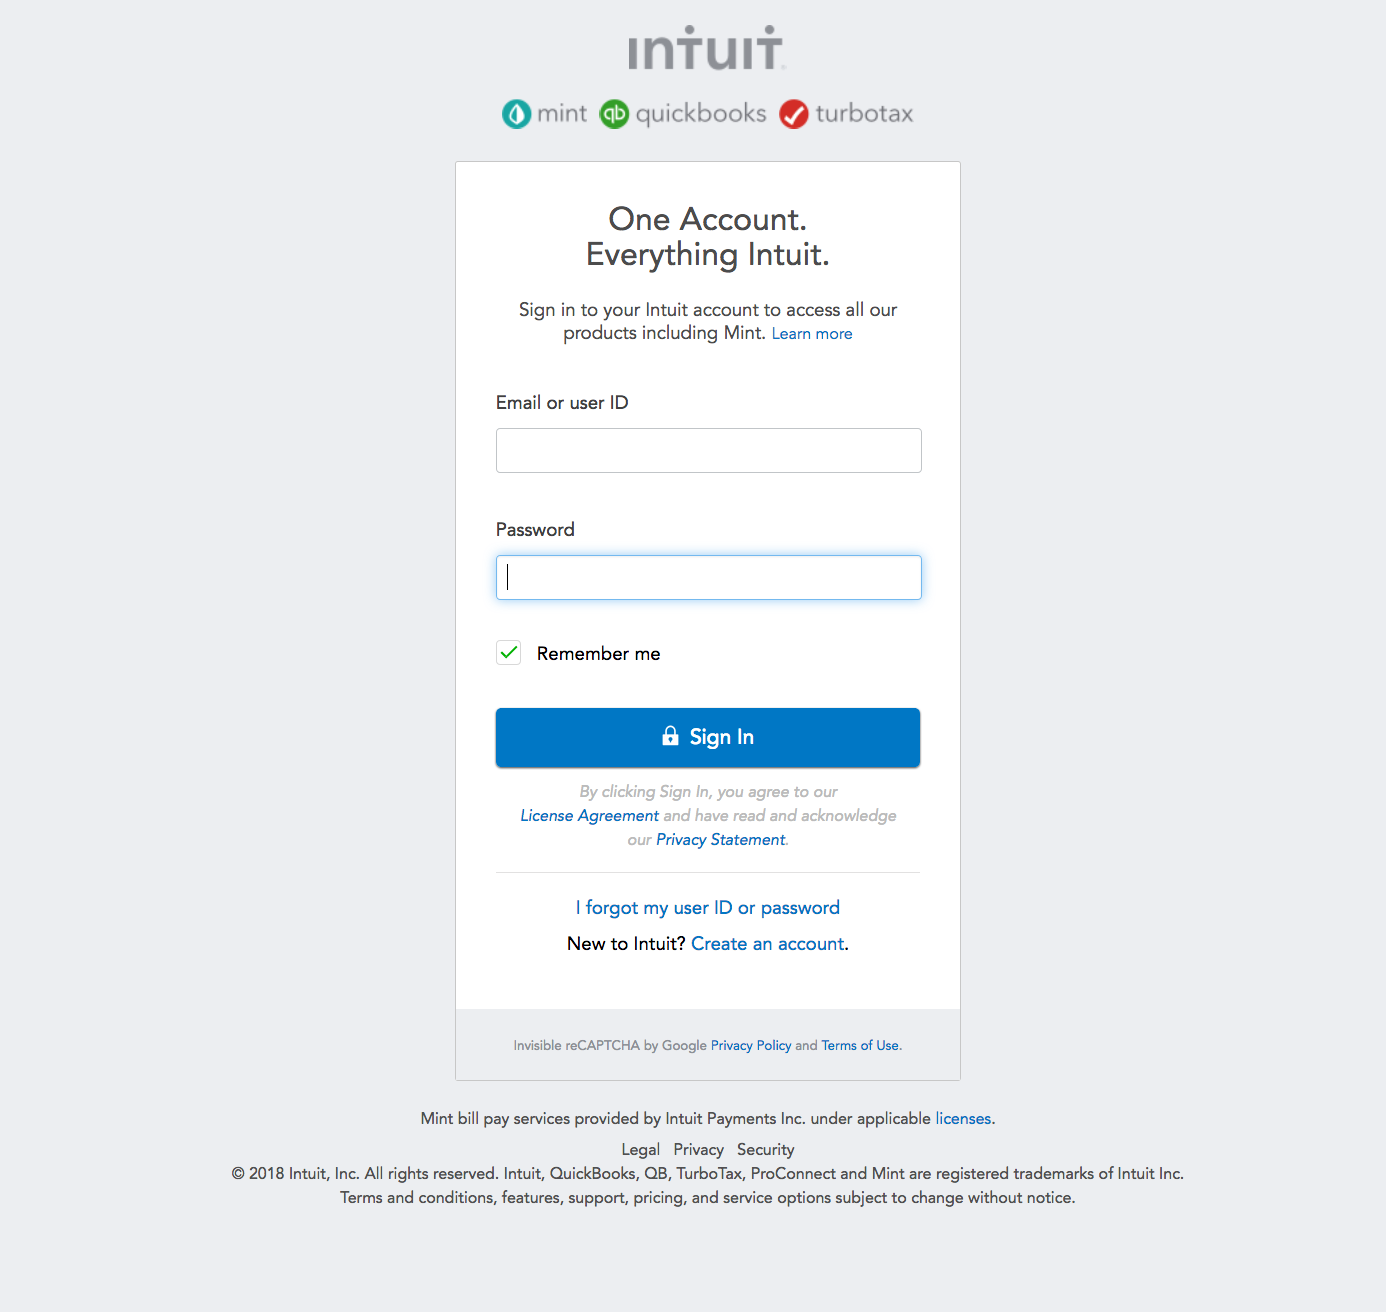 intuit
mint qb quickbooks turbotax
One Account.
Everything Intuit.
Sign in to your Intuit account to access all our
products including Mint. Learn more
Email or user ID
Password
Remember me
Sign In
By clicking Sign In, you agree to our
License Agreement and have read and acknowledge
our Privacy Statement.
I forgot my user ID or password
New to Intuit? Create an account.
Invisible reCAPTCHA by Google Privacy Policy and Terms of Use.
Mint bill pay services provided by Intuit Payments Inc. under applicable licenses.
Legal Privacy Security
© 2018 Intuit, Inc. All rights reserved. Intuit, QuickBooks, QB, TurboTax, ProConnect and Mint are registered trademarks of Intuit Inc.
Terms and conditions, features, support, pricing, and service options subject to change without notice.